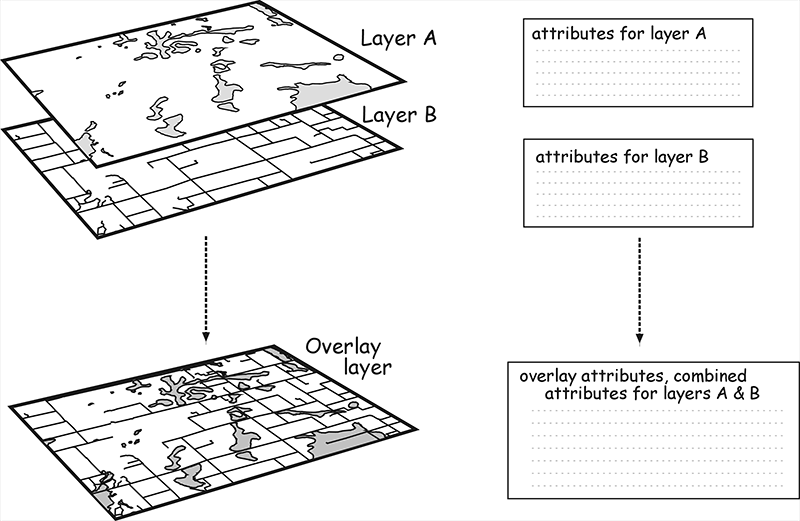 Layer A
attributes for layer A
Layer B
attributes for layer B
Overlay
layer
overlay attributes, combined
attributes for layers A & B